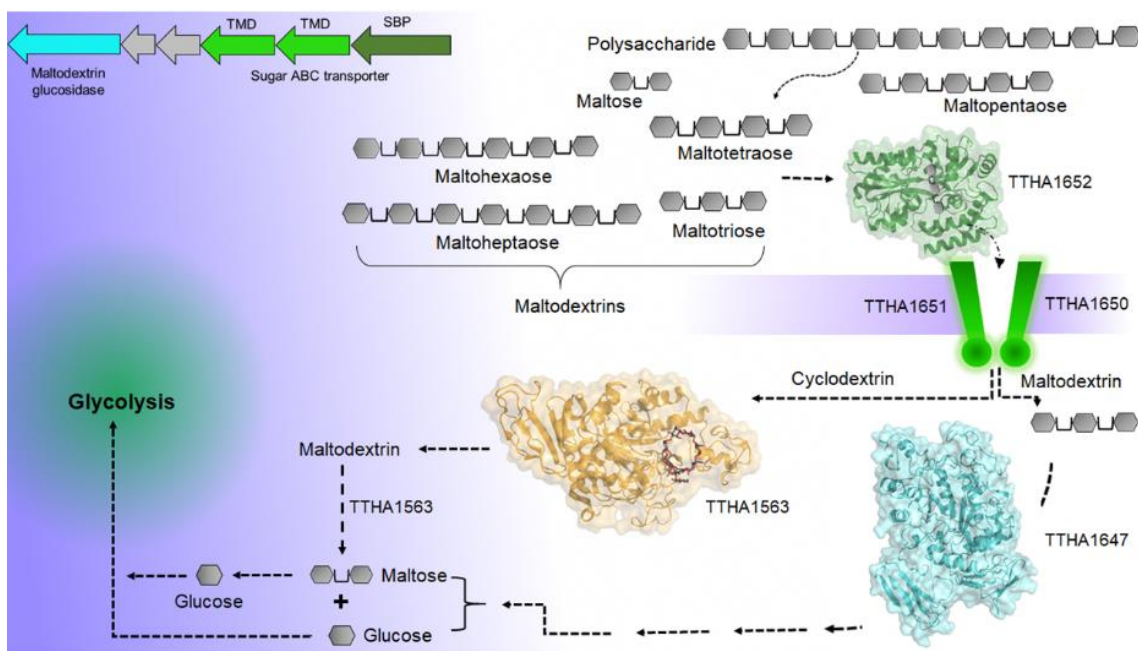 TMD
TMD
SBP
Maltodextrin
glucosidase
Sugar ABC transporter
Polysaccharide
Maltose
Maltopentaose
Maltotetraose
Maltohexaose
TTHA1652
Maltoheptaose
Maltotriose
Maltodextrins
TTHA1651
TTHA1650
Cyclodextrin
Maltodextrin
Glycolysis
Maltodextrin
TTHA1563
TTHA1563
TTHA1647
Maltose
Glucose
+
Glucose